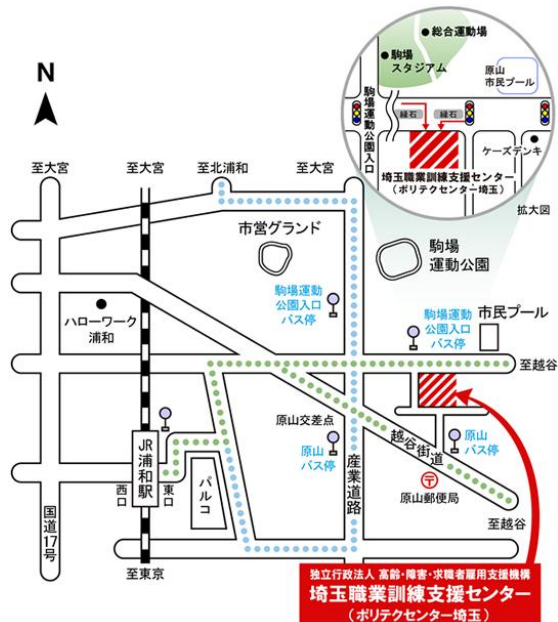 総合運動場
駒場
スタジアム
原山
市民プール
駒場運動公園入口
縁石
縁石
ケーズデンキ
埼玉職業訓練支援センター
（ポリテクセンター埼玉）
拡大図
N
至大宮
至大宮
至北浦和
至大宮
市営グランド
駒場
運動公園
駒場運動
公園入口
バス停
駒場運動
公園入口
バス停
市民プール
ハローワーク
浦和
至越谷
原山交差点
原山
バス停
越谷街道
原山
バス停
JR浦和駅
西口
東口
パルコ
産業道路
原山郵便局
国道17号
至越谷
至東京
独立行政法人 高齢・障害・求職者雇用支援機構
埼玉職業訓練支援センター
（ポリテクセンター埼玉）